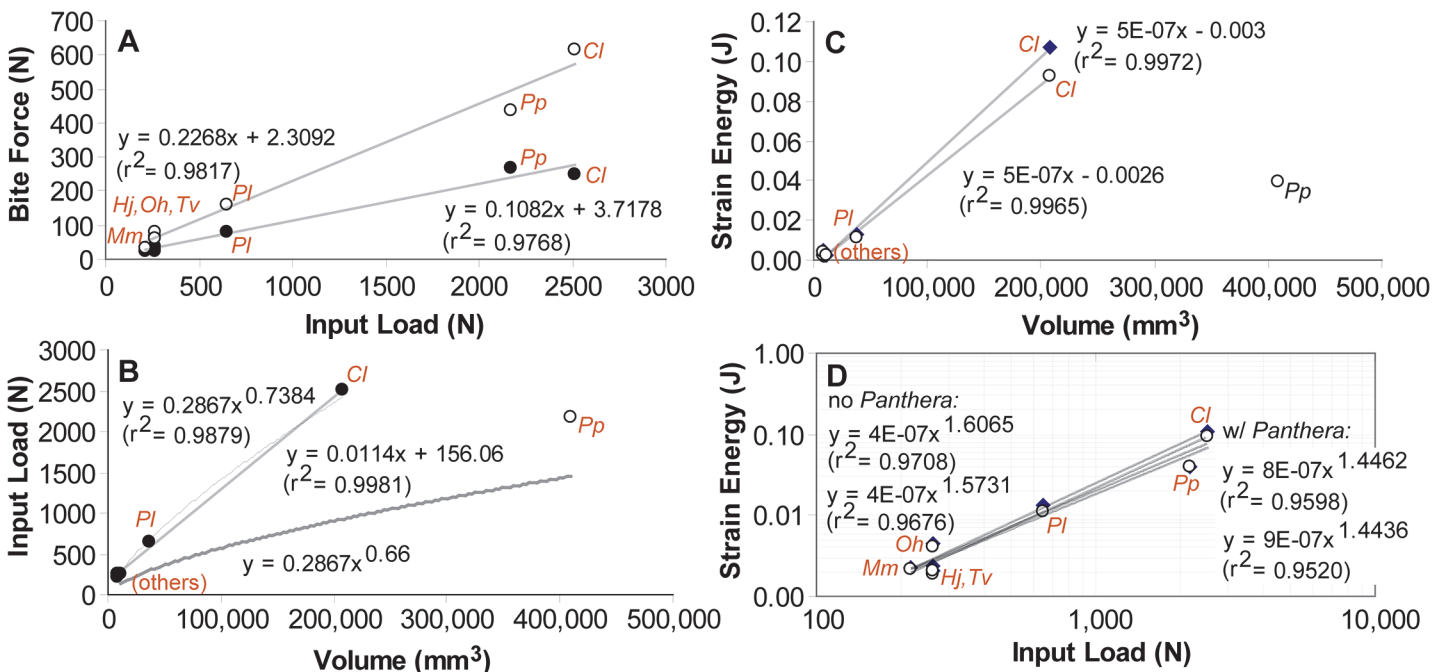 A
Bite Force (N)
700
600
500
400
300
200
100
0
y = 0.2268x + 2.3092
(r2= 0.9817)
Hj,Oh,Tv
Mm
Pl
Pl
Pp
Pp
Cl
Cl
y = 0.1082x + 3.7178
(r2= 0.9768)
0 500 1000 1500 2000 2500 3000
Input Load (N)
B
Input Load (N)
3000
2500
2000
1500
1000
500
0
y = 0.2867x0.7384
(r2= 0.9879)
Cl
Pp
y = 0.0114x + 156.06
(r2= 0.9981)
Pl
(others)
y = 0.2867x0.66
0 100,000 200,000 300,000 400,000 500,000
Volume (mm3)
C
Strain Energy (J)
0.12
0.10
0.08
0.06
0.04
0.02
0.00
Cl
Cl
y = 5E-07x - 0.003
(r2= 0.9972)
y = 5E-07x - 0.0026
(r2= 0.9965)
Pl
(others)
Pp
0 100,000 200,000 300,000 400,000 500,000
Volume (mm3)
D
Strain Energy (J)
1.00
0.10
0.01
0.00
no Panthera:
y = 4E-07x1.6065
(r2= 0.9708)
y = 4E-07x1.5731
(r2= 0.9676)
Cl
w/ Panthera:
y = 8E-07x1.4462
(r2= 0.9598)
y = 9E-07x1.4436
(r2= 0.9520)
Pp
Pl
Oh
Mm
Hj,Tv
100 1,000 10,000
Input Load (N)